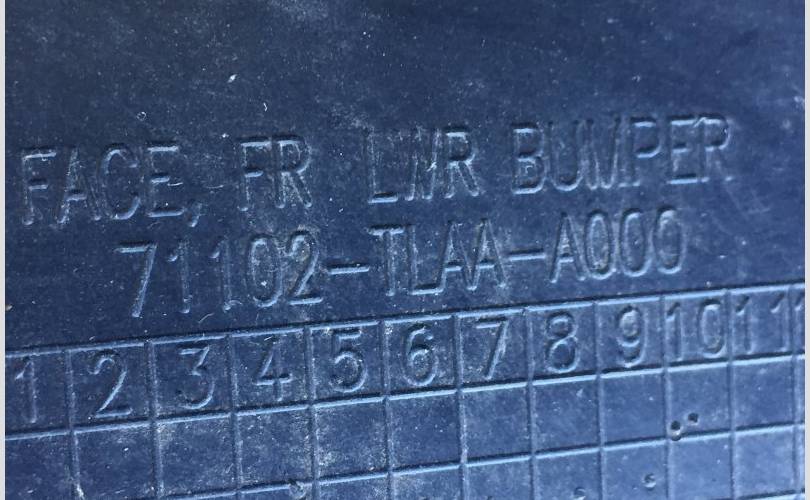 FACE, FR LWR BUMPER
71102-TLAA-A000
1 2 3 4 5 6 7 8 9 10 11